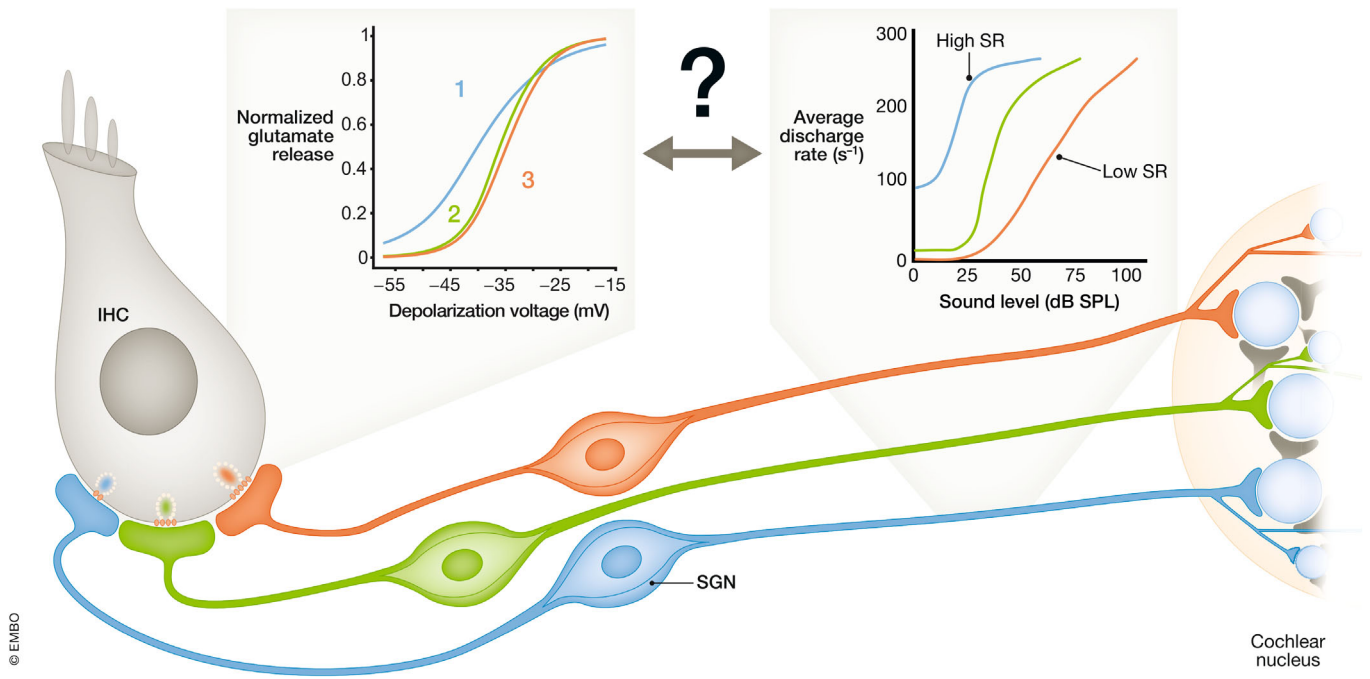 1
0.8
0.6
0.4
0.2
0
Normalized
glutamate
release
1
2
3
−55
−45
−35
−25
−15
Depolarization voltage (mV)
?
300
200
100
0
Average
discharge
rate (s⁻¹)
High SR
Low SR
0
25
50
75
100
Sound level (dB SPL)
IHC
SGN
Cochlear
nucleus
© EMBO